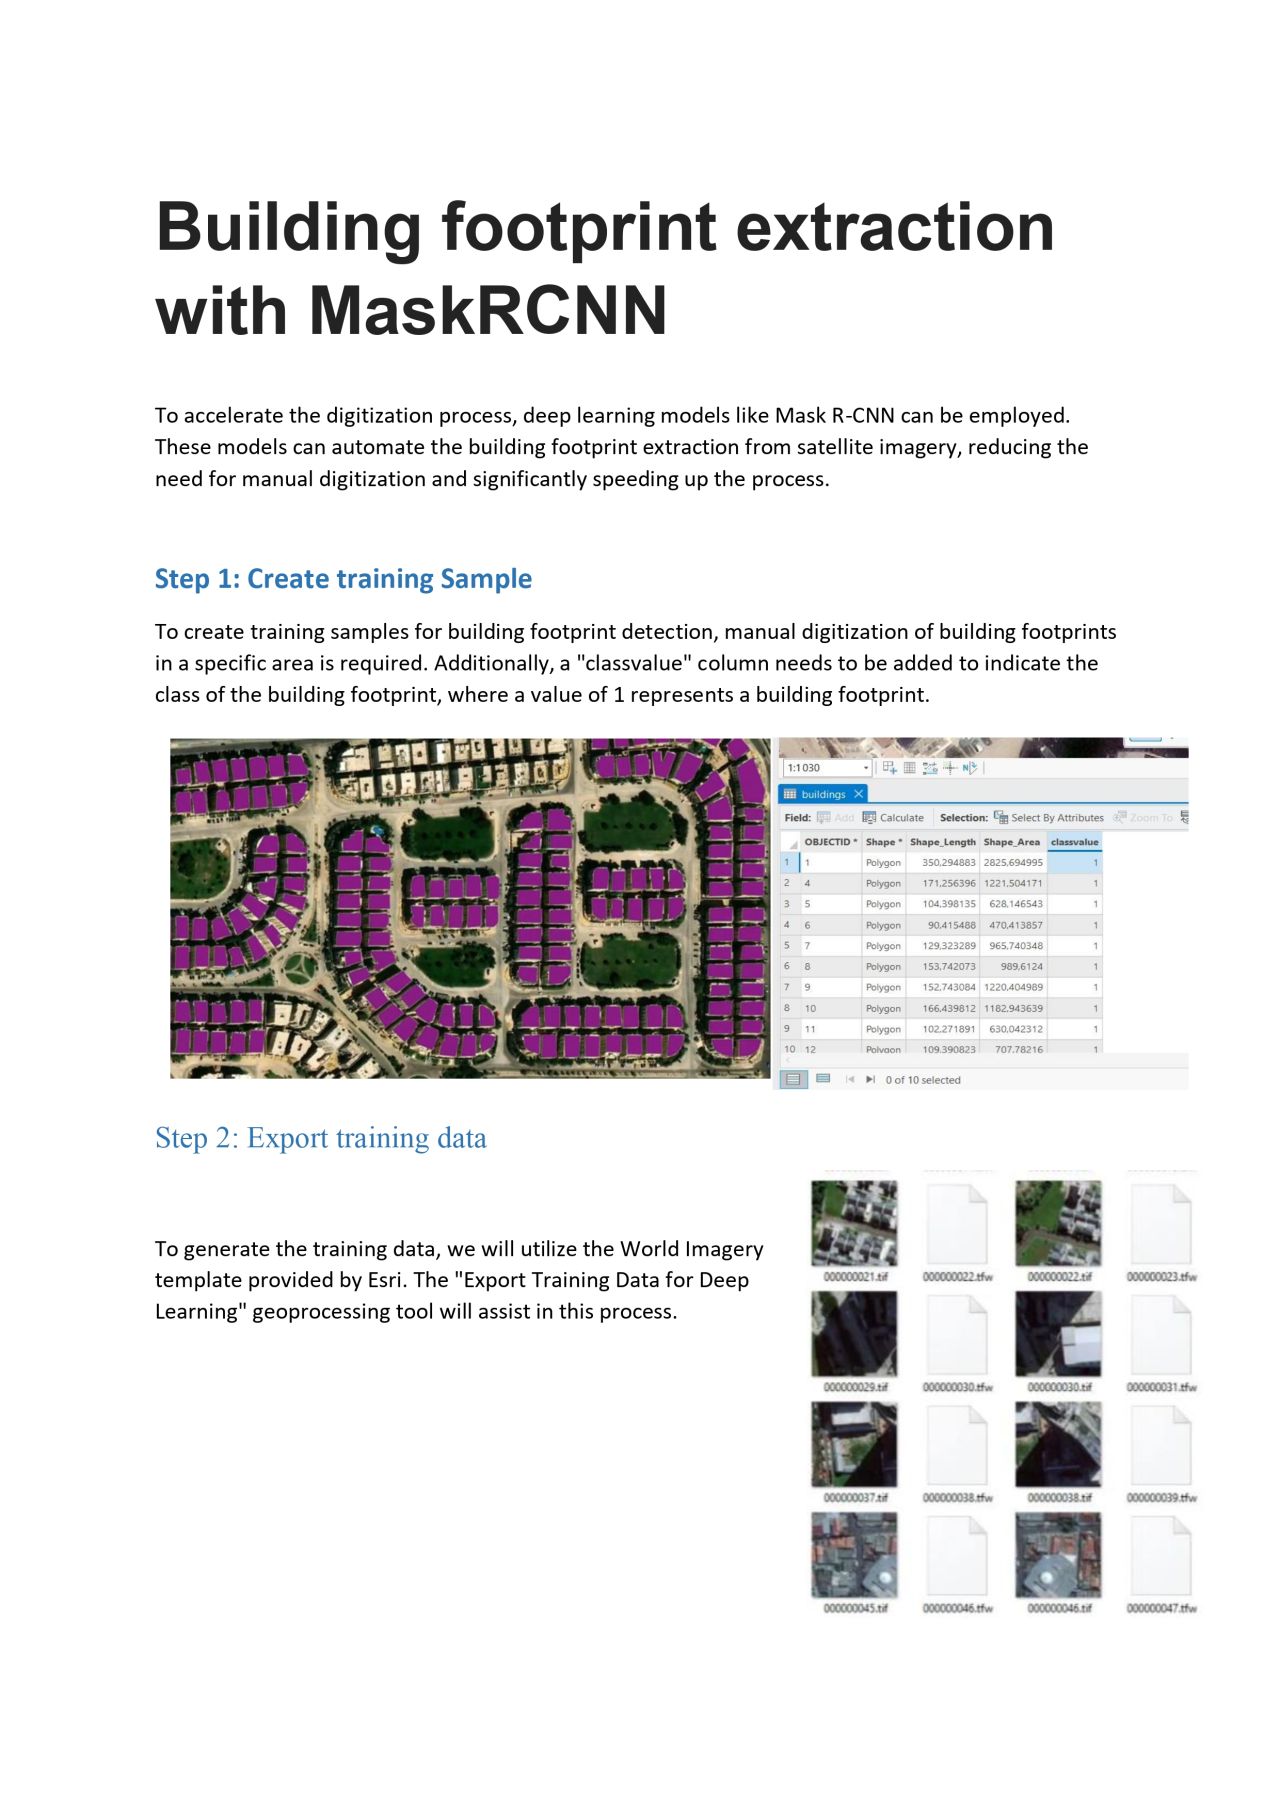 Building footprint extraction
with MaskRCNN
To accelerate the digitization process, deep learning models like Mask R-CNN can be employed.
These models can automate the building footprint extraction from satellite imagery, reducing the
need for manual digitization and significantly speeding up the process.
Step 1: Create training Sample
To create training samples for building footprint detection, manual digitization of building footprints
in a specific area is required. Additionally, a "classvalue" column needs to be added to indicate the
class of the building footprint, where a value of 1 represents a building footprint.
1:1 030
buildings
Field: Add Calculate Selection: Select By Attributes Zoom To
OBJECTID * Shape * Shape_Length Shape_Area classvalue
1 1 Polygon 350,294883 2825,694995 1
2 4 Polygon 171,256396 1221,504171 1
3 5 Polygon 104,398135 628,146543 1
4 6 Polygon 90,415488 470,413857 1
5 7 Polygon 129,323289 965,740348 1
6 8 Polygon 153,742073 989,6124 1
7 9 Polygon 152,743084 1220,404989 1
8 10 Polygon 166,439812 1182,943639 1
9 11 Polygon 102,271891 630,042312 1
10 12 Polygon 109,390823 707,78216 1
0 of 10 selected
Step 2: Export training data
To generate the training data, we will utilize the World Imagery
template provided by Esri. The "Export Training Data for Deep
Learning" geoprocessing tool will assist in this process.
000000021.tif 000000022.tfw 000000022.tif 000000023.tfw
000000029.tif 000000030.tfw 000000030.tif 000000031.tfw
000000037.tif 000000038.tfw 000000038.tif 000000039.tfw
000000045.tif 000000046.tfw 000000046.tif 000000047.tfw